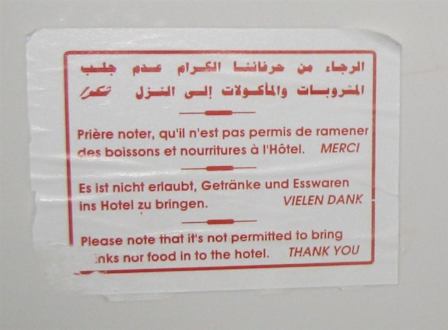 الرجاء من حرفائنا الكرام عدم جلب
المشروبات والمأكولات إلى النزل شكرا
Prière noter, qu'il n'est pas permis de ramener
des boissons et nourritures à l'Hôtel. MERCI
Es ist nicht erlaubt, Getränke und Esswaren
ins Hotel zu bringen. VIELEN DANK
Please note that it's not permitted to bring
nks nor food in to the hotel. THANK YOU